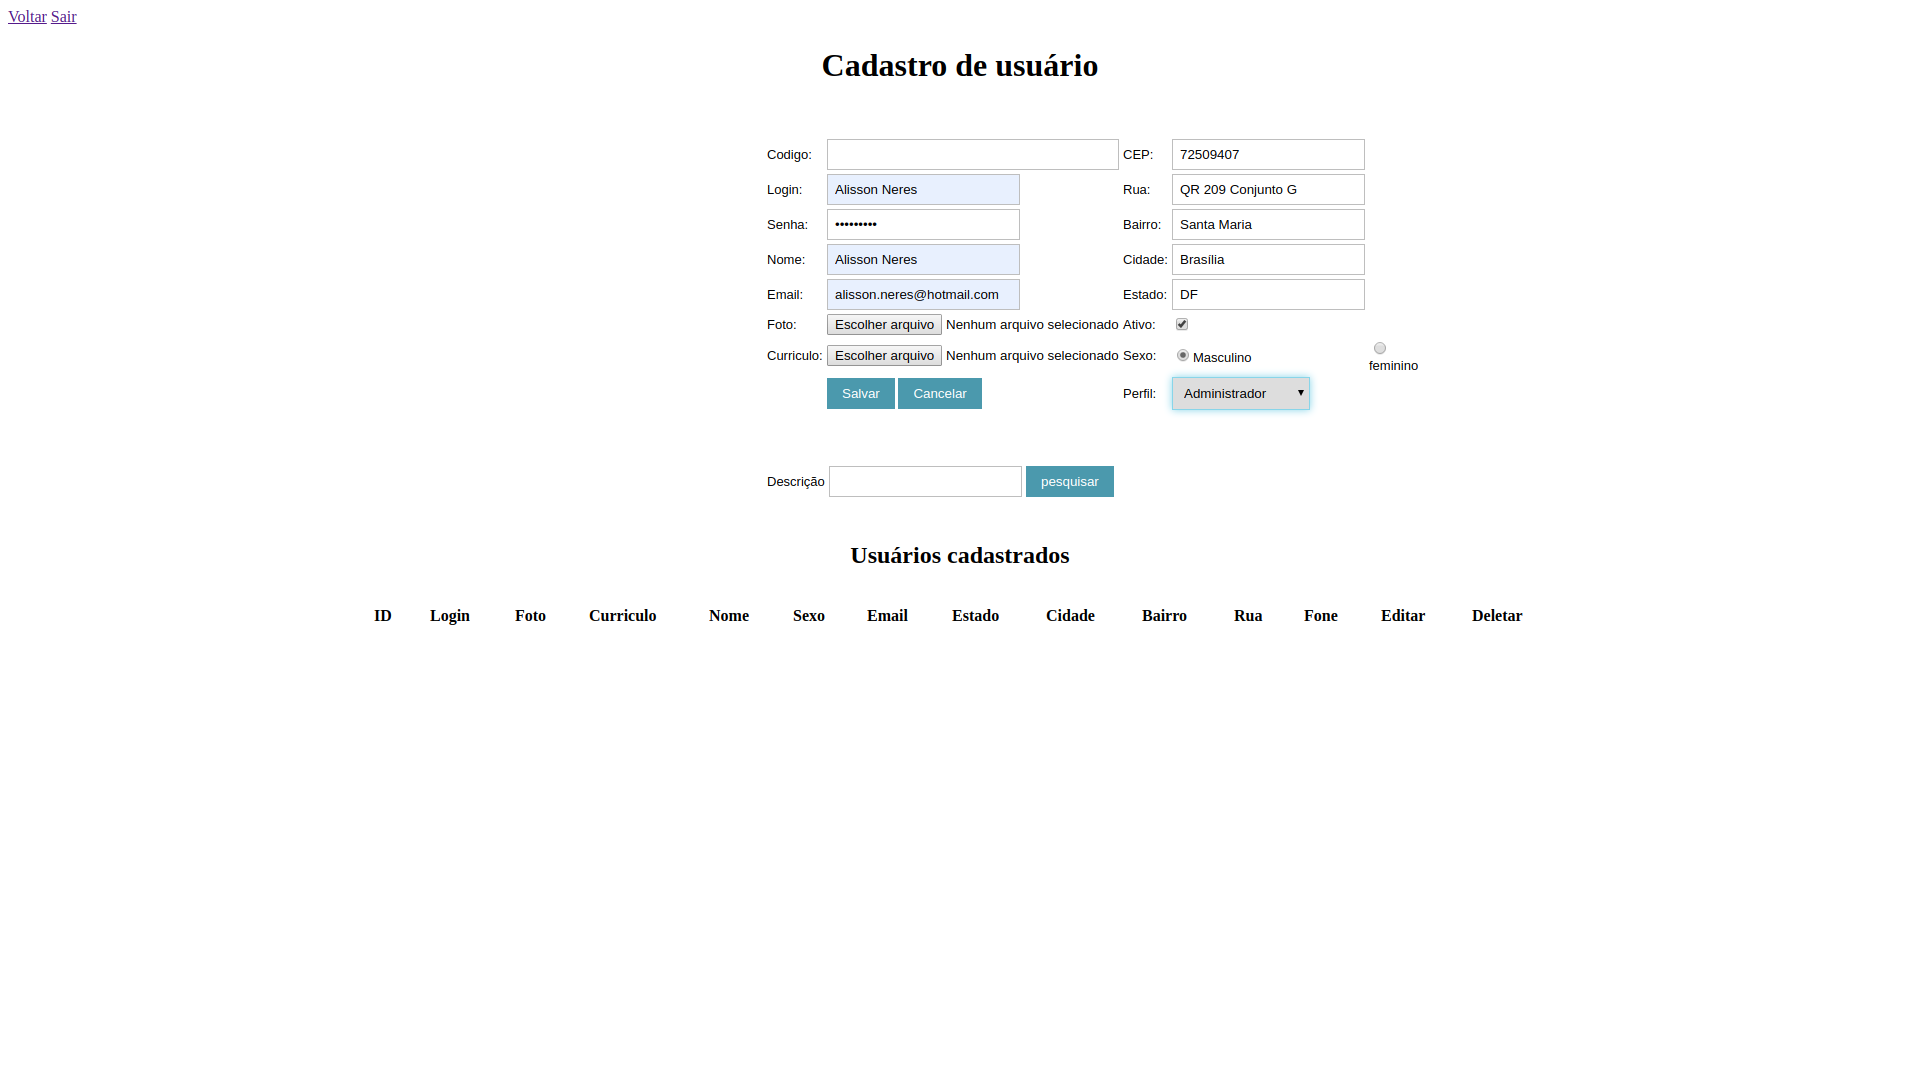 Voltar Sair
Cadastro de usuário
Codigo: CEP: 72509407
Login: Alisson Neres Rua: QR 209 Conjunto G
Senha: ••••••••• Bairro: Santa Maria
Nome: Alisson Neres Cidade: Brasília
Email: alisson.neres@hotmail.com Estado: DF
Foto: Escolher arquivo Nenhum arquivo selecionado Ativo:
Curriculo: Escolher arquivo Nenhum arquivo selecionado Sexo: Masculino feminino
Salvar Cancelar Perfil: Administrador
Descrição pesquisar
Usuários cadastrados
ID Login Foto Curriculo Nome Sexo Email Estado Cidade Bairro Rua Fone Editar Deletar